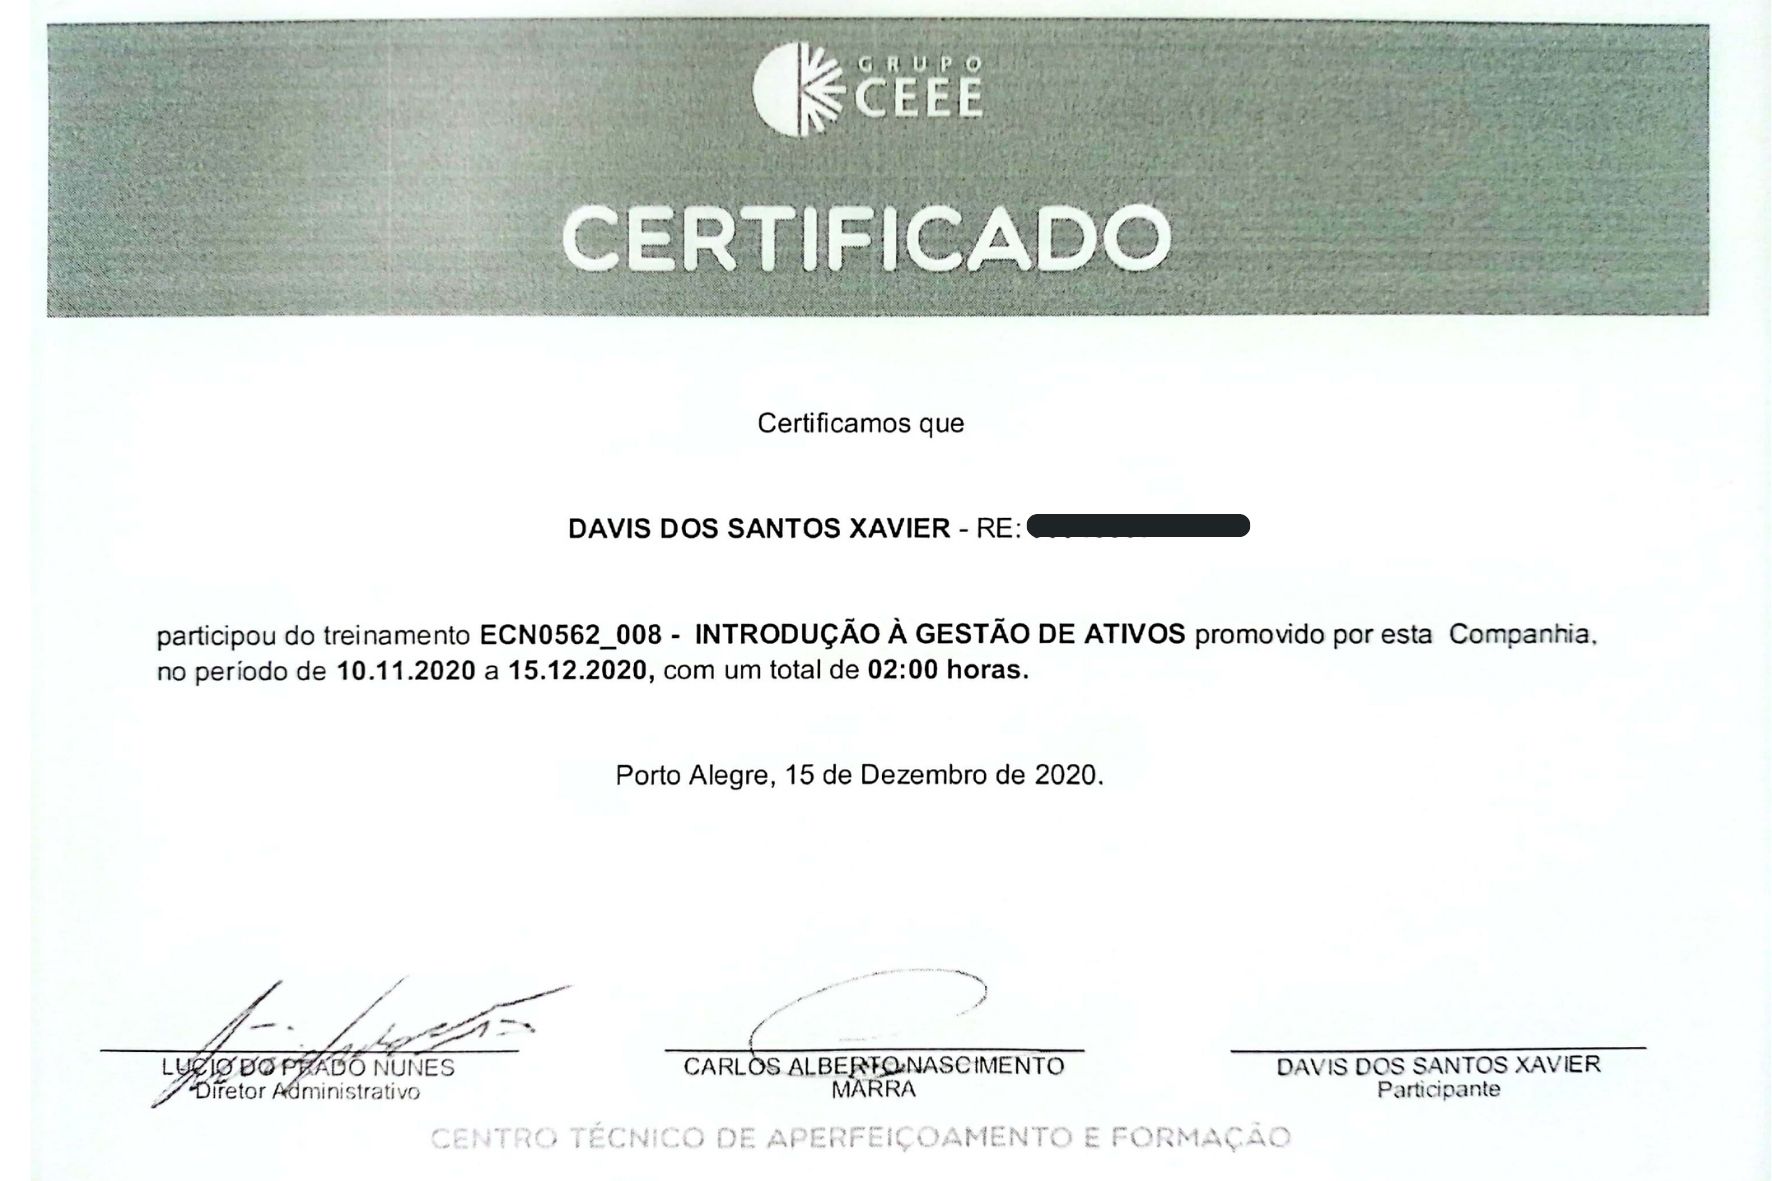 GRUPO
CEEE
CERTIFICADO
Certificamos que
DAVIS DOS SANTOS XAVIER - RE:
participou do treinamento ECN0562_008 - INTRODUÇÃO À GESTÃO DE ATIVOS promovido por esta Companhia,
no período de 10.11.2020 a 15.12.2020, com um total de 02:00 horas.
Porto Alegre, 15 de Dezembro de 2020.
LUCIO DO PRADO NUNES
Diretor Administrativo
CARLOS ALBERTO NASCIMENTO
MARRA
DAVIS DOS SANTOS XAVIER
Participante
CENTRO TÉCNICO DE APERFEIÇOAMENTO E FORMAÇÃO